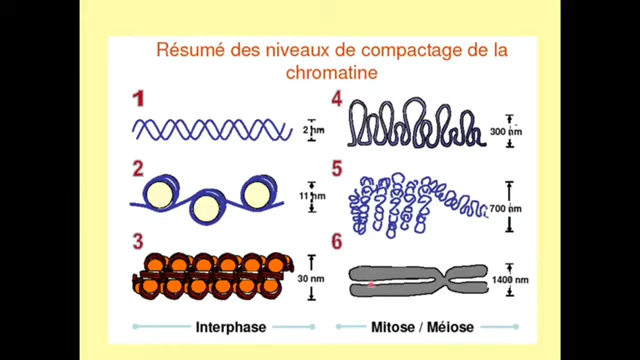 Résumé des niveaux de compactage de la
chromatine
1
2 nm
4
300 nm
2
11 nm
5
700 nm
3
30 nm
6
1400 nm
Interphase
Mitose / Méiose